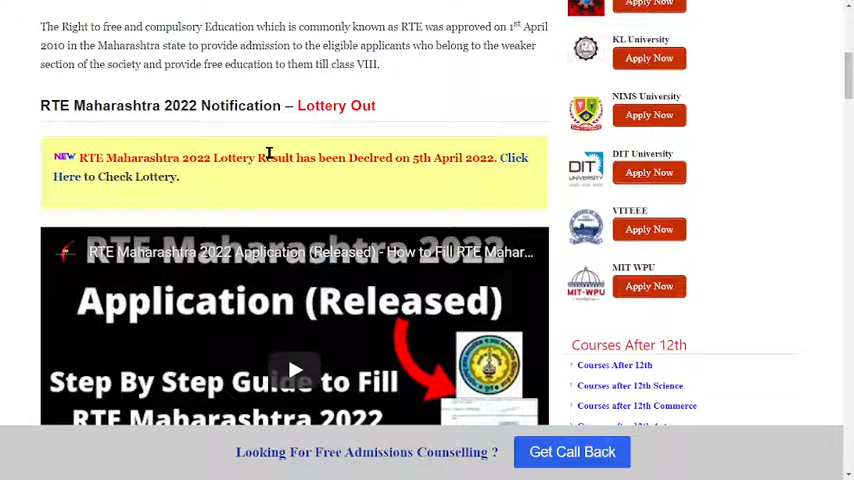 The Right to free and compulsory Education which is commonly known as RTE was approved on 1st April
2010 in the Maharashtra state to provide admission to the eligible applicants who belong to the weaker
section of the society and provide free education to them till class VIII.
RTE Maharashtra 2022 Notification – Lottery Out
NEW RTE Maharashtra 2022 Lottery Result has been Declred on 5th April 2022. Click
Here to Check Lottery.
RTE Maharashtra 2022 Application (Released) - How to Fill RTE Mahar...
RTE Maharashtra 2022
Application (Released)
Step By Step Guide to Fill
RTE Maharashtra 2022
Apply Now
KL University
Apply Now
NIMS University
Apply Now
DIT University
DIT
UNIVERSITY
Apply Now
VITEEE
Apply Now
MIT WPU
MIT-WPU
Apply Now
Courses After 12th
Courses After 12th
Courses after 12th Science
Courses after 12th Commerce
Looking For Free Admissions Counselling ?
Get Call Back